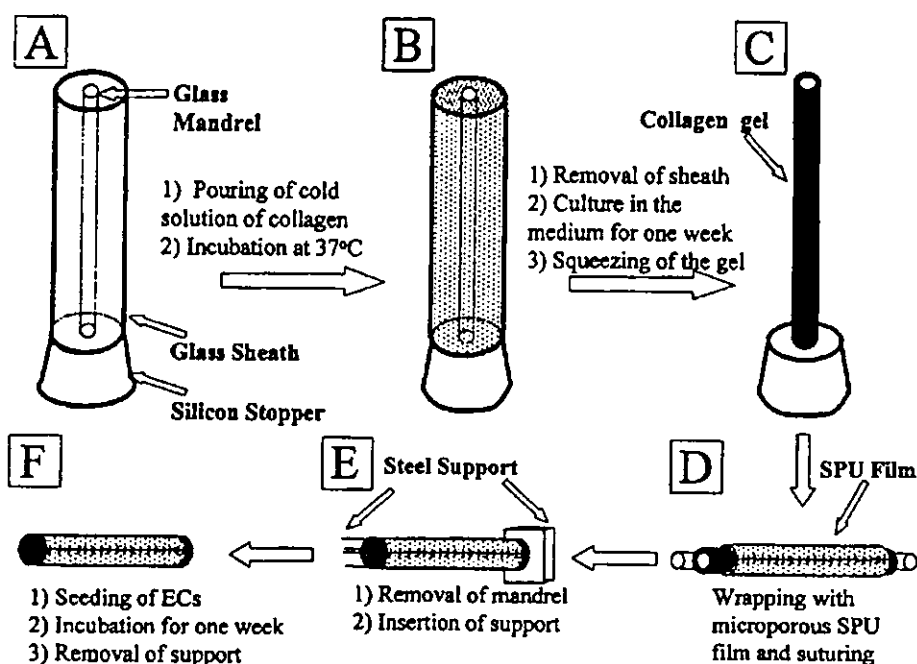 A
Glass
Mandrel
1) Pouring of cold
solution of collagen
2) Incubation at 37°C
Glass Sheath
Silicon Stopper
B
1) Removal of sheath
2) Culture in the
medium for one week
3) Squeezing of the gel
C
Collagen gel
D
SPU Film
Wrapping with
microporous SPU
film and suturing
E
Steel Support
1) Removal of mandrel
2) Insertion of support
F
1) Seeding of ECs
2) Incubation for one week
3) Removal of support